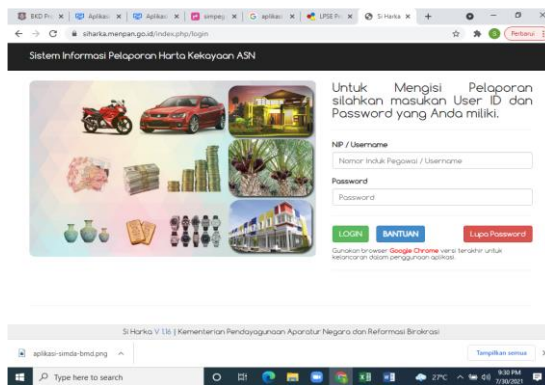 BKD Pr
Aplikas
Aplikas
simpeg
aplikas
LPSE Pr
Si Harka
siharka.menpan.go.id/index.php/login
Perbarui
Sistem Informasi Pelaporan Harta Kekayaan ASN
Untuk Mengisi Pelaporan
silahkan masukan User ID dan
Password yang Anda miliki.
NIP / Username
Nomor Induk Pegawai / Username
Password
Password
LOGIN
BANTUAN
Lupa Password
Gunakan browser Google Chrome versi terakhir untuk
kelancaran dalam penggunaan aplikasi.
Si Harka V 1.16 | Kementerian Pendayagunaan Aparatur Negara dan Reformasi Birokrasi
aplikasi-simda-bmd.png
Tampilkan semua
Type here to search
27°C
9:30 PM
7/30/2021